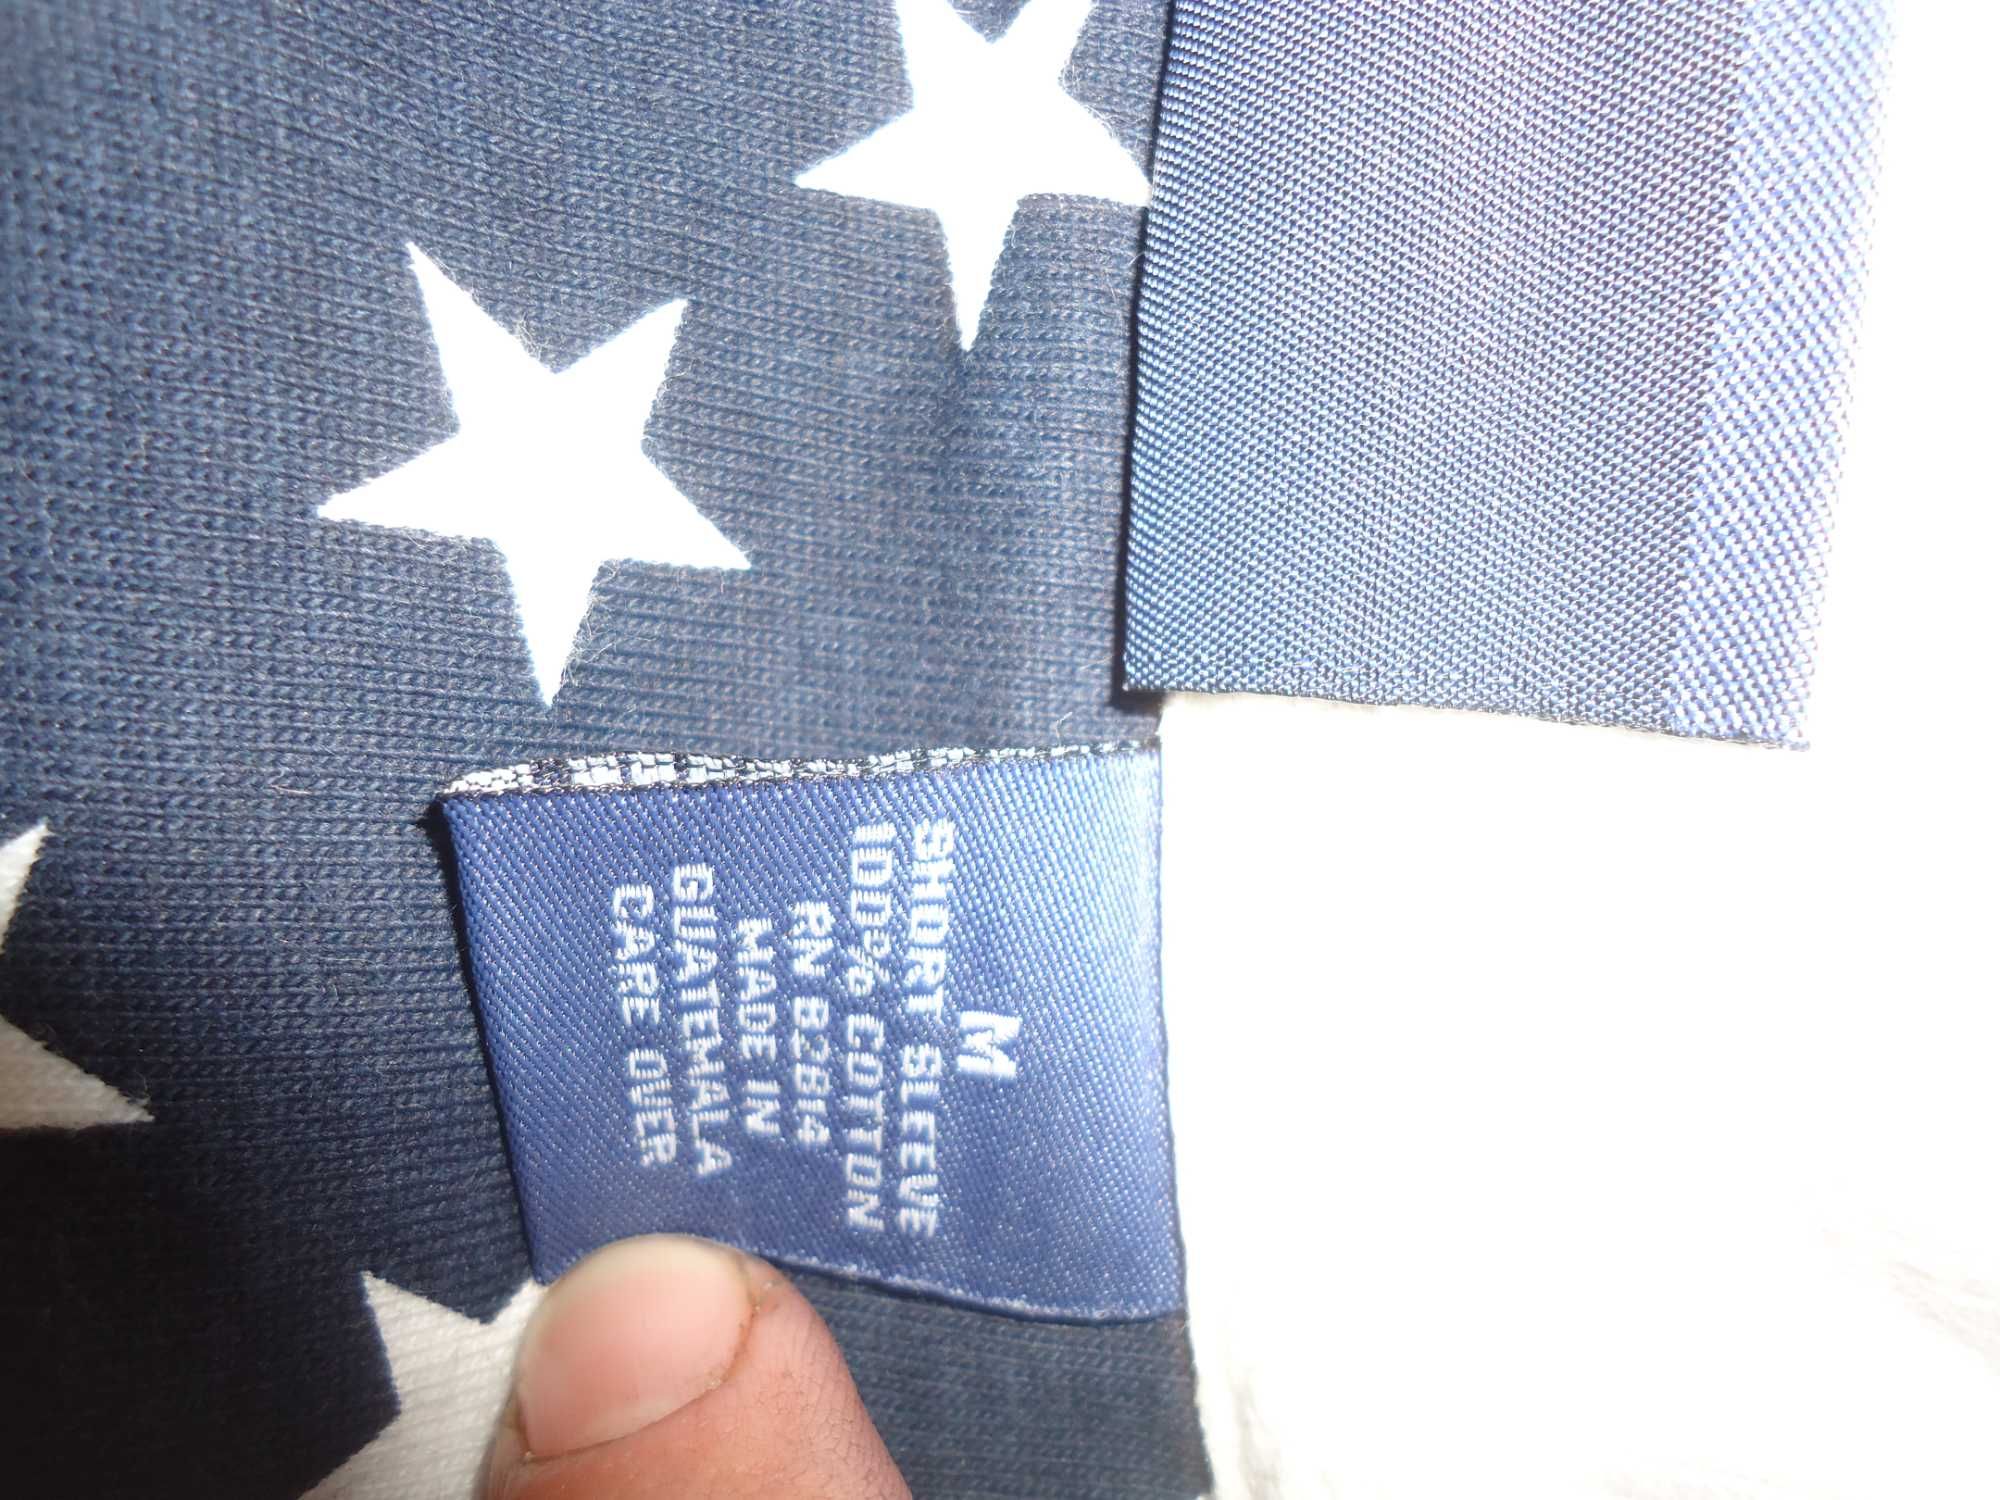 M
SHORT SLEEVE
100% COTTON
RN 82814
MADE IN
GUATEMALA
CARE OVER